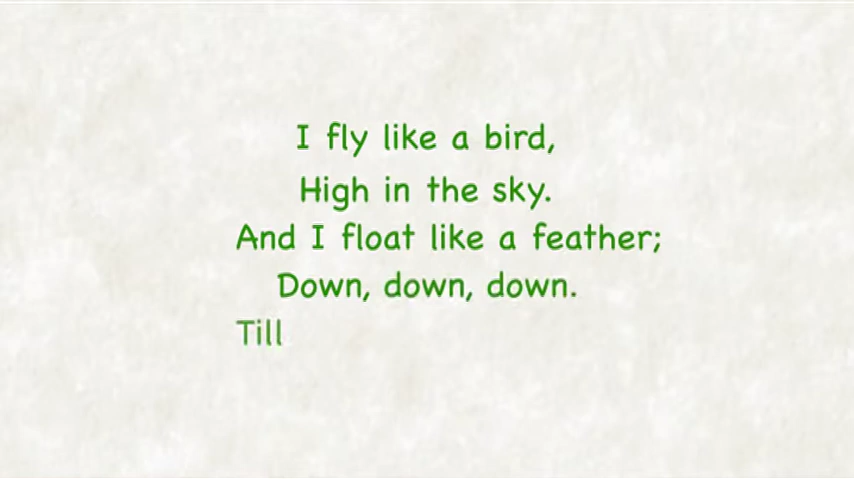 I fly like a bird,
High in the sky.
And I float like a feather;
Down, down, down.
Till